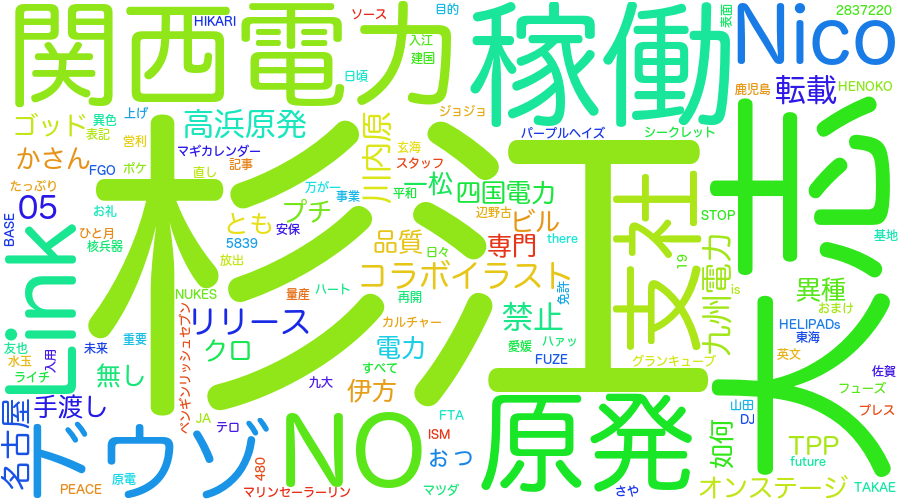 関西電力
HIKARI
ソース
目的
入江
建国
日頃
稼働
表面
Nico
2837220
鹿児島
転載
HENOKO
ゴッド
異色
表記
上げ
営利
高浜原発
マギカレンダー
記事
ジョジョ
玄海
スタッフ
パープルヘイズ
シークレット
かさん
FGO
ポケ
直し
川内原
杉江
大志
支社
たっぷり
05
お礼
万が一
事業
平和
一松
四国電力
BASE
ひと月
核兵器
とも
プチ
安保
5839
放出
辺野古
ビル
品質
日々
専門
there
STOP
基地
19
is
九州電力
Link
NUKES
量産
ハート
コラボイラスト
再開
免許
異種
おまけ
リリース
重要
未来
カルチャー
禁止
愛媛
ハァッ
HELIPADs
東海
友也
水玉
ライチ
入用
クロ
電力
すべて
FUZE
グランキューブ
英文
佐賀
無し
ペンギンリッシュセブン
九大
伊方
フューズ
手渡し
JA
テロ
FTA
山田
DJ
プレス
名古屋
ドウゾ
NO
ISM
おっ
原発
如何
TPP
future
原電
480
PEACE
マリンセーラーリン
マツダ
さや
オンステージ
TAKAE